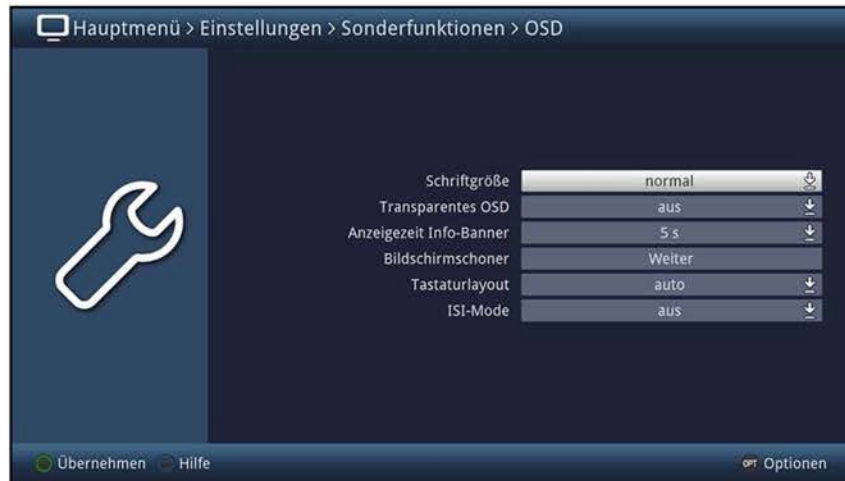 Hauptmenü > Einstellungen > Sonderfunktionen > OSD
Schriftgröße normal
Transparentes OSD aus
Anzeigezeit Info-Banner 5 s
Bildschirmschoner Weiter
Tastaturlayout auto
ISI-Mode aus
Übernehmen Hilfe OPT Optionen